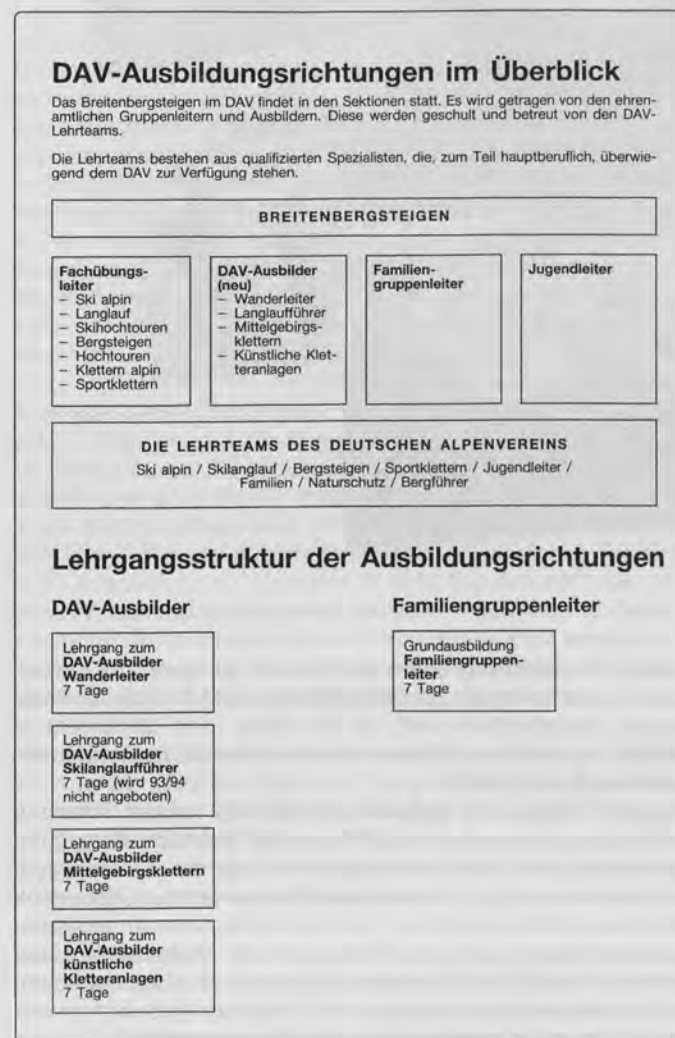 DAV-Ausbildungsrichtungen im Überblick
Das Breitenbergsteigen im DAV findet in den Sektionen statt. Es wird getragen von den ehren-
amtlichen Gruppenleitern und Ausbildern. Diese werden geschult und betreut von den DAV-
Lehrteams.
Die Lehrteams bestehen aus qualifizierten Spezialisten, die, zum Teil hauptberuflich, überwie-
gend dem DAV zur Verfügung stehen.
BREITENBERGSTEIGEN
Fachübungs-
leiter
– Ski alpin
– Langlauf
– Skihochtouren
– Bergsteigen
– Hochtouren
– Klettern alpin
– Sportklettern
DAV-Ausbilder
(neu)
– Wanderleiter
– Langlaufführer
– Mittelgebirgs-
klettern
– Künstliche Klet-
teranlagen
Familien-
gruppenleiter
Jugendleiter
DIE LEHRTEAMS DES DEUTSCHEN ALPENVEREINS
Ski alpin / Skilanglauf / Bergsteigen / Sportklettern / Jugendleiter /
Familien / Naturschutz / Bergführer
Lehrgangsstruktur der Ausbildungsrichtungen
DAV-Ausbilder
Lehrgang zum
DAV-Ausbilder
Wanderleiter
7 Tage
Lehrgang zum
DAV-Ausbilder
Skilanglaufführer
7 Tage (wird 93/94
nicht angeboten)
Lehrgang zum
DAV-Ausbilder
Mittelgebirgsklettern
7 Tage
Lehrgang zum
DAV-Ausbilder
künstliche
Kletteranlagen
7 Tage
Familiengruppenleiter
Grundausbildung
Familiengruppen-
leiter
7 Tage